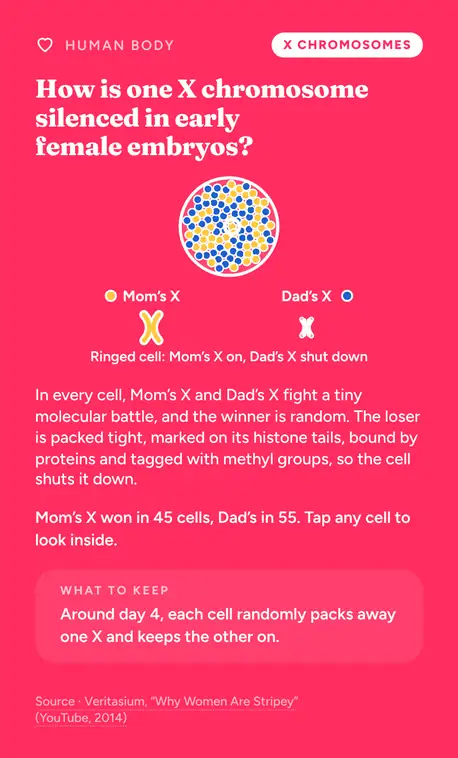 HUMAN BODY
X CHROMOSOMES
How is one X chromosome
silenced in early
female embryos?
Mom's X
Dad's X
Ringed cell: Mom's X on, Dad's X shut down
In every cell, Mom's X and Dad's X fight a tiny
molecular battle, and the winner is random. The loser
is packed tight, marked on its histone tails, bound by
proteins and tagged with methyl groups, so the cell
shuts it down.
Mom's X won in 45 cells, Dad's in 55. Tap any cell to
look inside.
WHAT TO KEEP
Around day 4, each cell randomly packs away
one X and keeps the other on.
Source · Veritasium, “Why Women Are Stripey”
(YouTube, 2014)